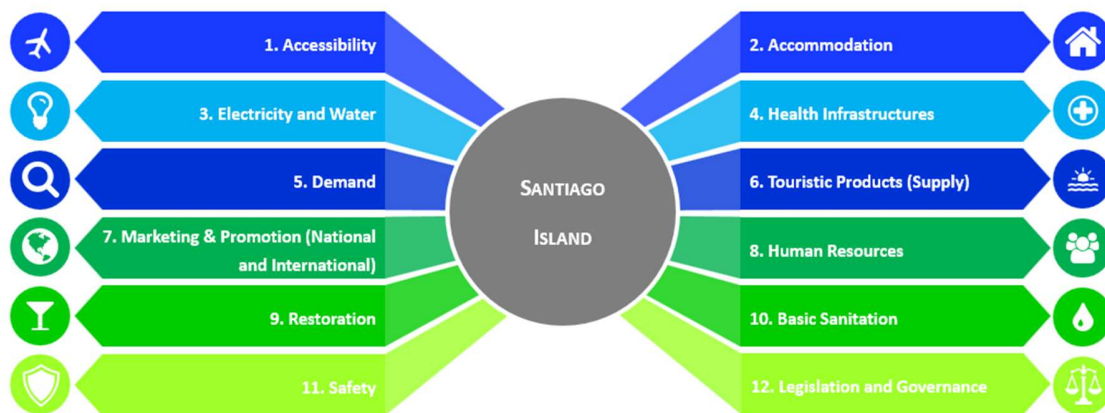 1. Accessibility
2. Accommodation
3. Electricity and Water
4. Health Infrastructures
5. Demand
6. Touristic Products (Supply)
7. Marketing & Promotion (National
and International)
8. Human Resources
9. Restoration
10. Basic Sanitation
11. Safety
12. Legislation and Governance
SANTIAGO
ISLAND